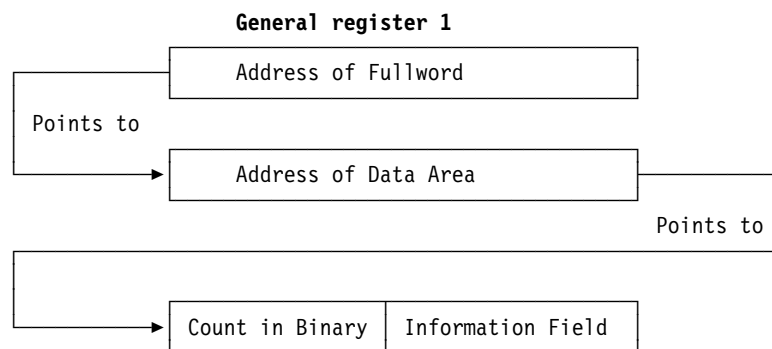 General register 1
Address of Fullword
Points to
Address of Data Area
Points to
Count in Binary
Information Field